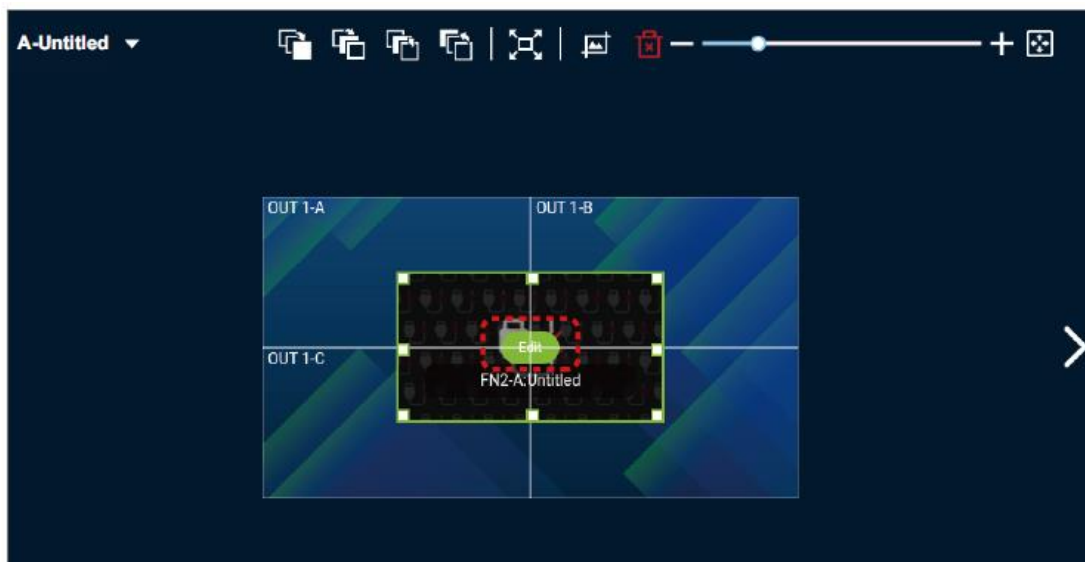 A-Untitled
OUT 1-A
OUT 1-B
Edit
OUT 1-C
FN2-A:Untitled